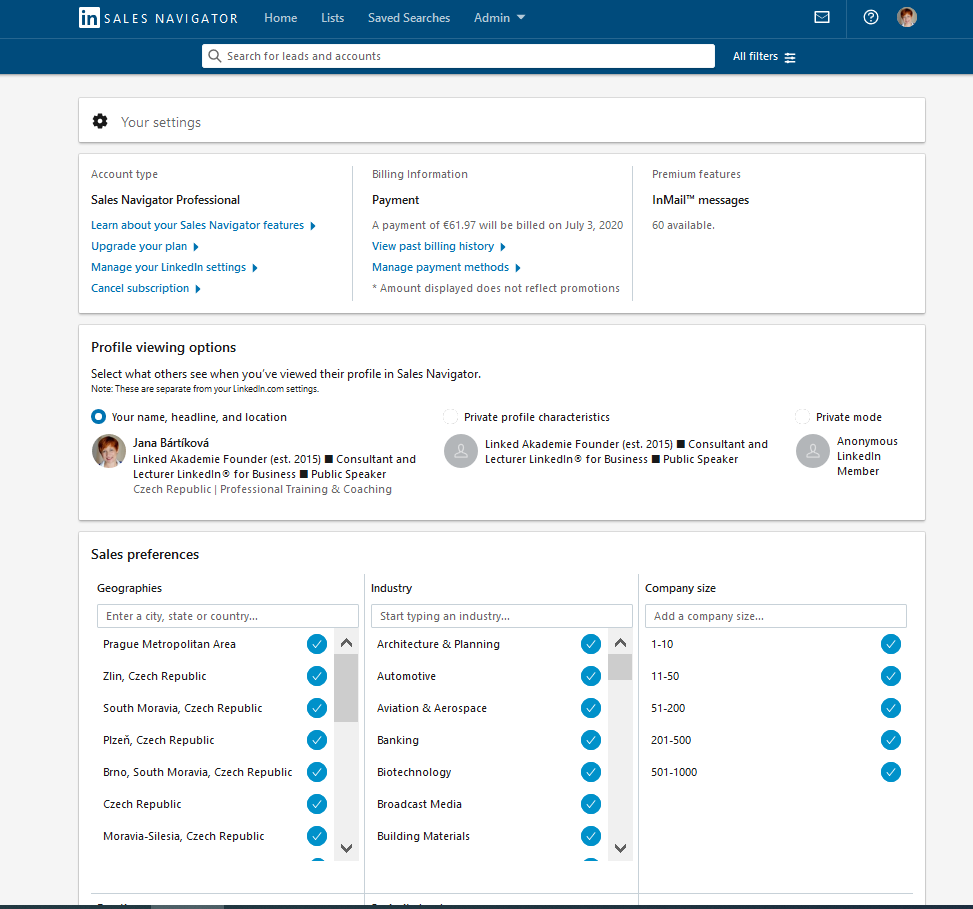 in SALES NAVIGATOR Home Lists Saved Searches Admin
Search for leads and accounts All filters
Your settings
Account type
Sales Navigator Professional
Learn about your Sales Navigator features
Upgrade your plan
Manage your LinkedIn settings
Cancel subscription
Billing Information
Payment
A payment of €61.97 will be billed on July 3, 2020
View past billing history
Manage payment methods
* Amount displayed does not reflect promotions
Premium features
InMail™ messages
60 available.
Profile viewing options
Select what others see when you've viewed their profile in Sales Navigator.
Note: These are separate from your LinkedIn.com settings.
Your name, headline, and location
Jana Bártíková
Linked Akademie Founder (est. 2015) ■ Consultant and
Lecturer LinkedIn® for Business ■ Public Speaker
Czech Republic | Professional Training & Coaching
Private profile characteristics
Linked Akademie Founder (est. 2015) ■ Consultant and
Lecturer LinkedIn® for Business ■ Public Speaker
Private mode
Anonymous
LinkedIn
Member
Sales preferences
Geographies
Enter a city, state or country...
Prague Metropolitan Area
Zlin, Czech Republic
South Moravia, Czech Republic
Plzeň, Czech Republic
Brno, South Moravia, Czech Republic
Czech Republic
Moravia-Silesia, Czech Republic
Industry
Start typing an industry...
Architecture & Planning
Automotive
Aviation & Aerospace
Banking
Biotechnology
Broadcast Media
Building Materials
Company size
Add a company size...
1-10
11-50
51-200
201-500
501-1000